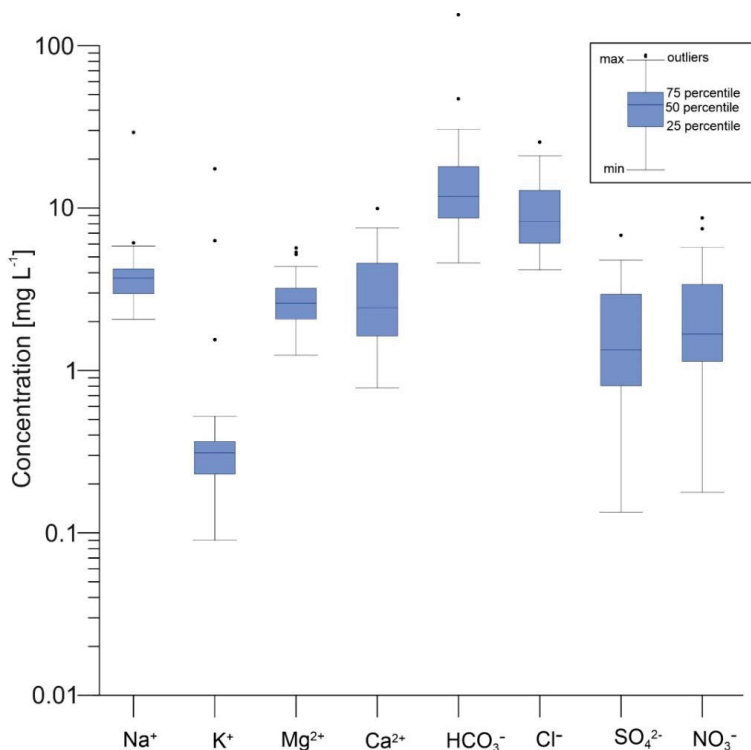 100
10
1
0.1
0.01
Concentration [mg L⁻¹]
max
outliers
75 percentile
50 percentile
25 percentile
min
Na⁺ K⁺ Mg²⁺ Ca²⁺ HCO₃⁻ Cl⁻ SO₄²⁻ NO₃⁻